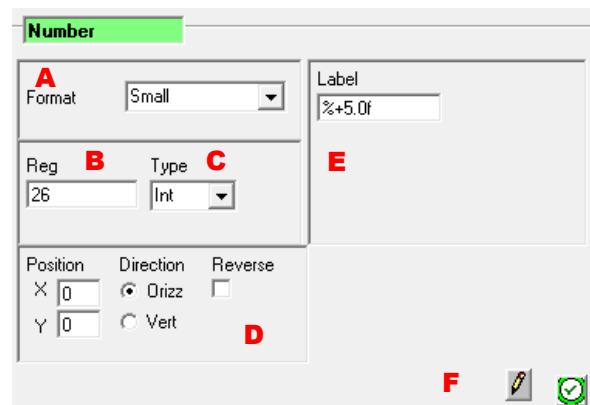 Number
A
Format Small
Label
%+5.0f
Reg B Type C
26 Int
E
Position Direction Reverse
X 0 Orizz
Y 0 Vert
D
F